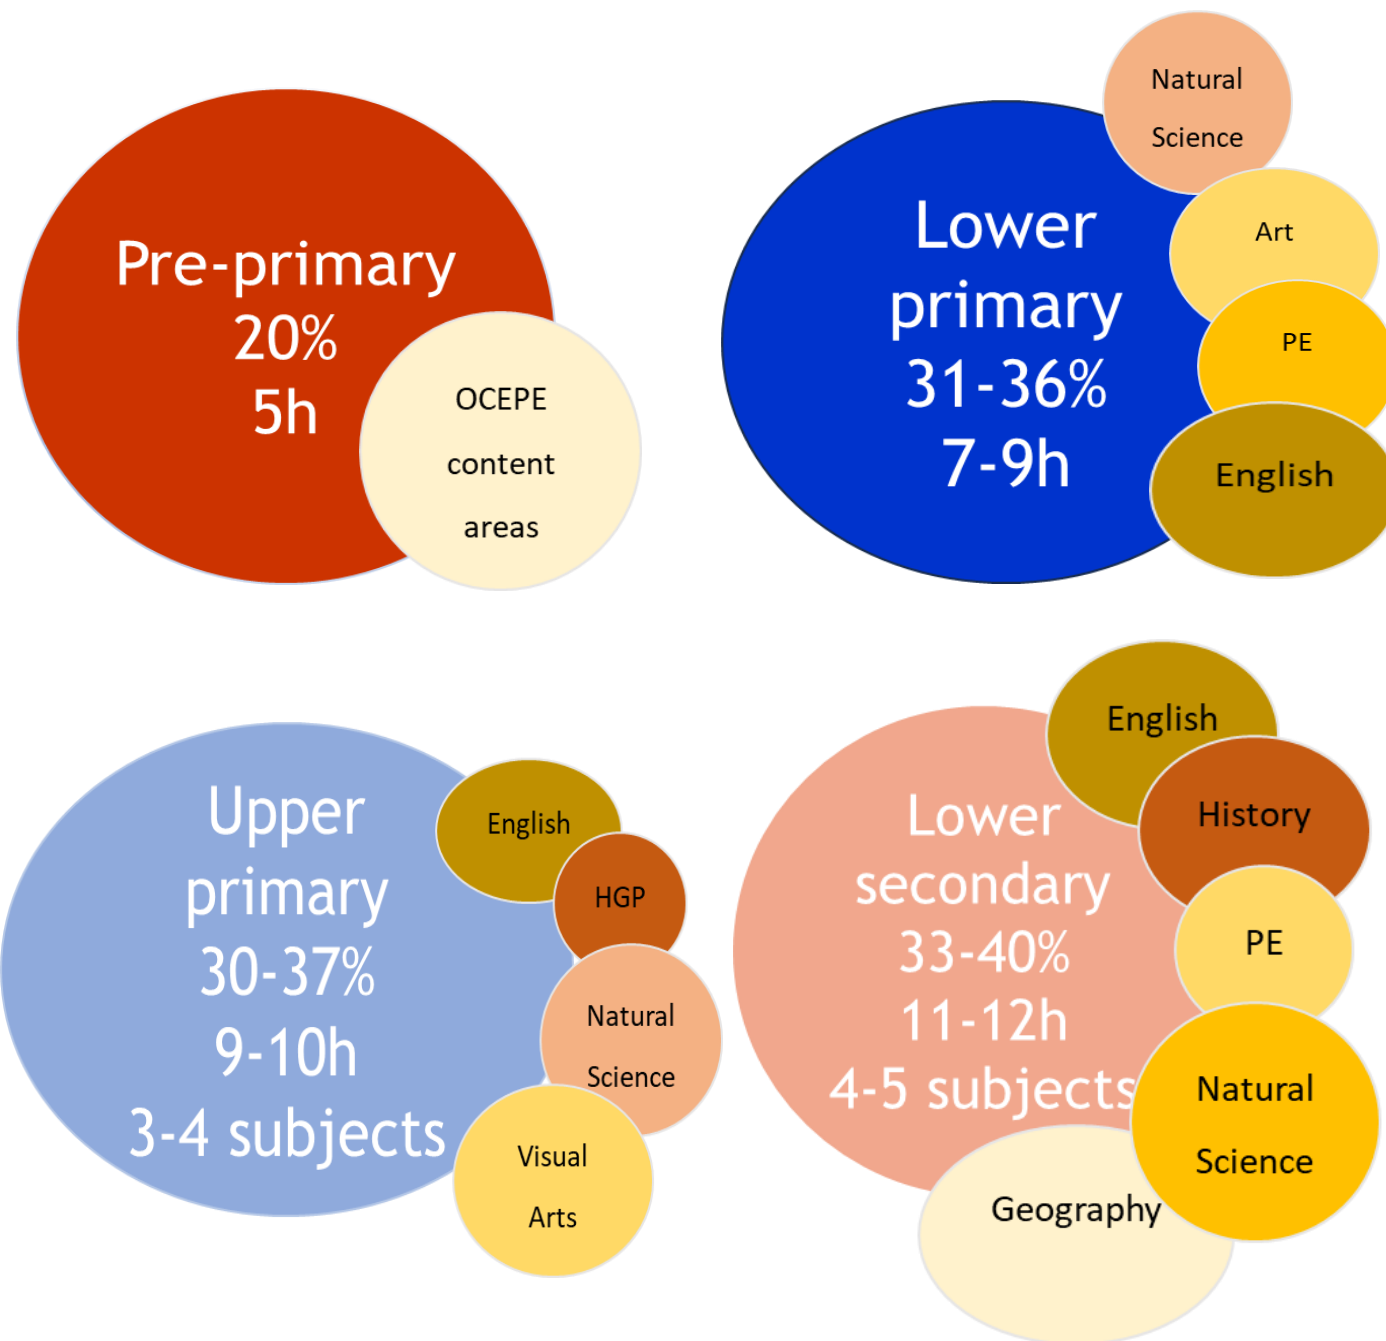 Pre-primary
20%
5h
OCEPE
content
areas
Lower
primary
31-36%
7-9h
Natural
Science
Art
PE
English
Upper
primary
30-37%
9-10h
3-4 subjects
English
HGP
Natural
Science
Visual
Arts
Lower
secondary
33-40%
11-12h
4-5 subjects
English
History
PE
Natural
Science
Geography